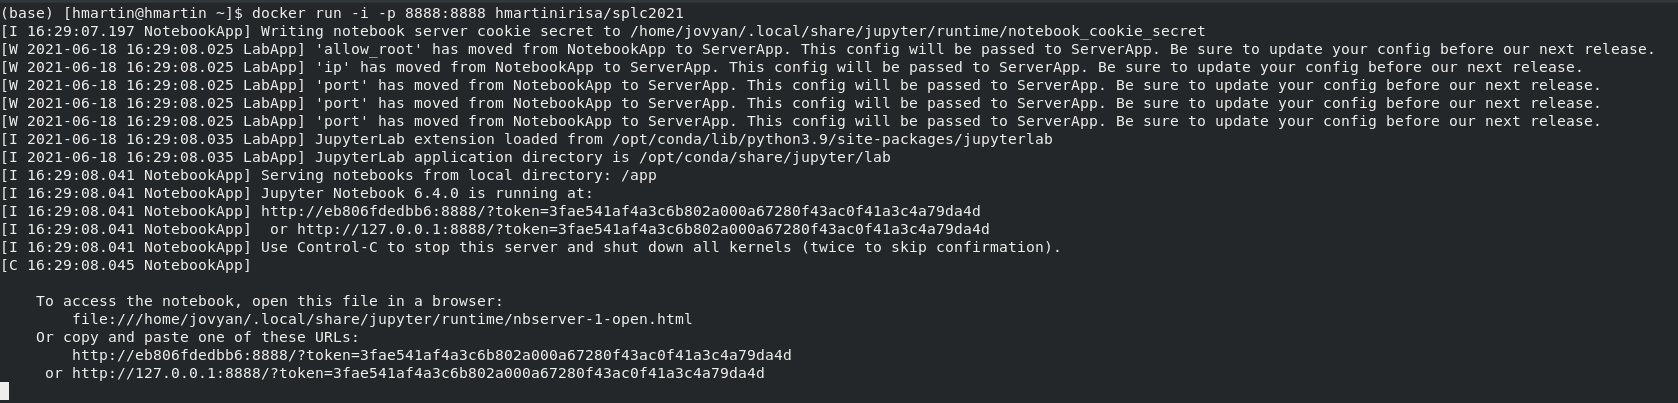 (base) [hmartin@hmartin ~]$ docker run -i -p 8888:8888 hmartinirisa/splc2021
[I 16:29:07.197 NotebookApp] Writing notebook server cookie secret to /home/jovyan/.local/share/jupyter/runtime/notebook_cookie_secret
[W 2021-06-18 16:29:08.025 LabApp] 'allow_root' has moved from NotebookApp to ServerApp. This config will be passed to ServerApp. Be sure to update your config before our next release.
[W 2021-06-18 16:29:08.025 LabApp] 'ip' has moved from NotebookApp to ServerApp. This config will be passed to ServerApp. Be sure to update your config before our next release.
[W 2021-06-18 16:29:08.025 LabApp] 'port' has moved from NotebookApp to ServerApp. This config will be passed to ServerApp. Be sure to update your config before our next release.
[W 2021-06-18 16:29:08.025 LabApp] 'port' has moved from NotebookApp to ServerApp. This config will be passed to ServerApp. Be sure to update your config before our next release.
[W 2021-06-18 16:29:08.025 LabApp] 'port' has moved from NotebookApp to ServerApp. This config will be passed to ServerApp. Be sure to update your config before our next release.
[I 2021-06-18 16:29:08.035 LabApp] JupyterLab extension loaded from /opt/conda/lib/python3.9/site-packages/jupyterlab
[I 2021-06-18 16:29:08.035 LabApp] JupyterLab application directory is /opt/conda/share/jupyter/lab
[I 16:29:08.041 NotebookApp] Serving notebooks from local directory: /app
[I 16:29:08.041 NotebookApp] Jupyter Notebook 6.4.0 is running at:
[I 16:29:08.041 NotebookApp] http://eb806fdedbb6:8888/?token=3fae541af4a3c6b802a000a67280f43ac0f41a3c4a79da4d
[I 16:29:08.041 NotebookApp]  or http://127.0.0.1:8888/?token=3fae541af4a3c6b802a000a67280f43ac0f41a3c4a79da4d
[I 16:29:08.041 NotebookApp] Use Control-C to stop this server and shut down all kernels (twice to skip confirmation).
[C 16:29:08.045 NotebookApp]
To access the notebook, open this file in a browser:
file:///home/jovyan/.local/share/jupyter/runtime/nbserver-1-open.html
Or copy and paste one of these URLs:
http://eb806fdedbb6:8888/?token=3fae541af4a3c6b802a000a67280f43ac0f41a3c4a79da4d
or http://127.0.0.1:8888/?token=3fae541af4a3c6b802a000a67280f43ac0f41a3c4a79da4d